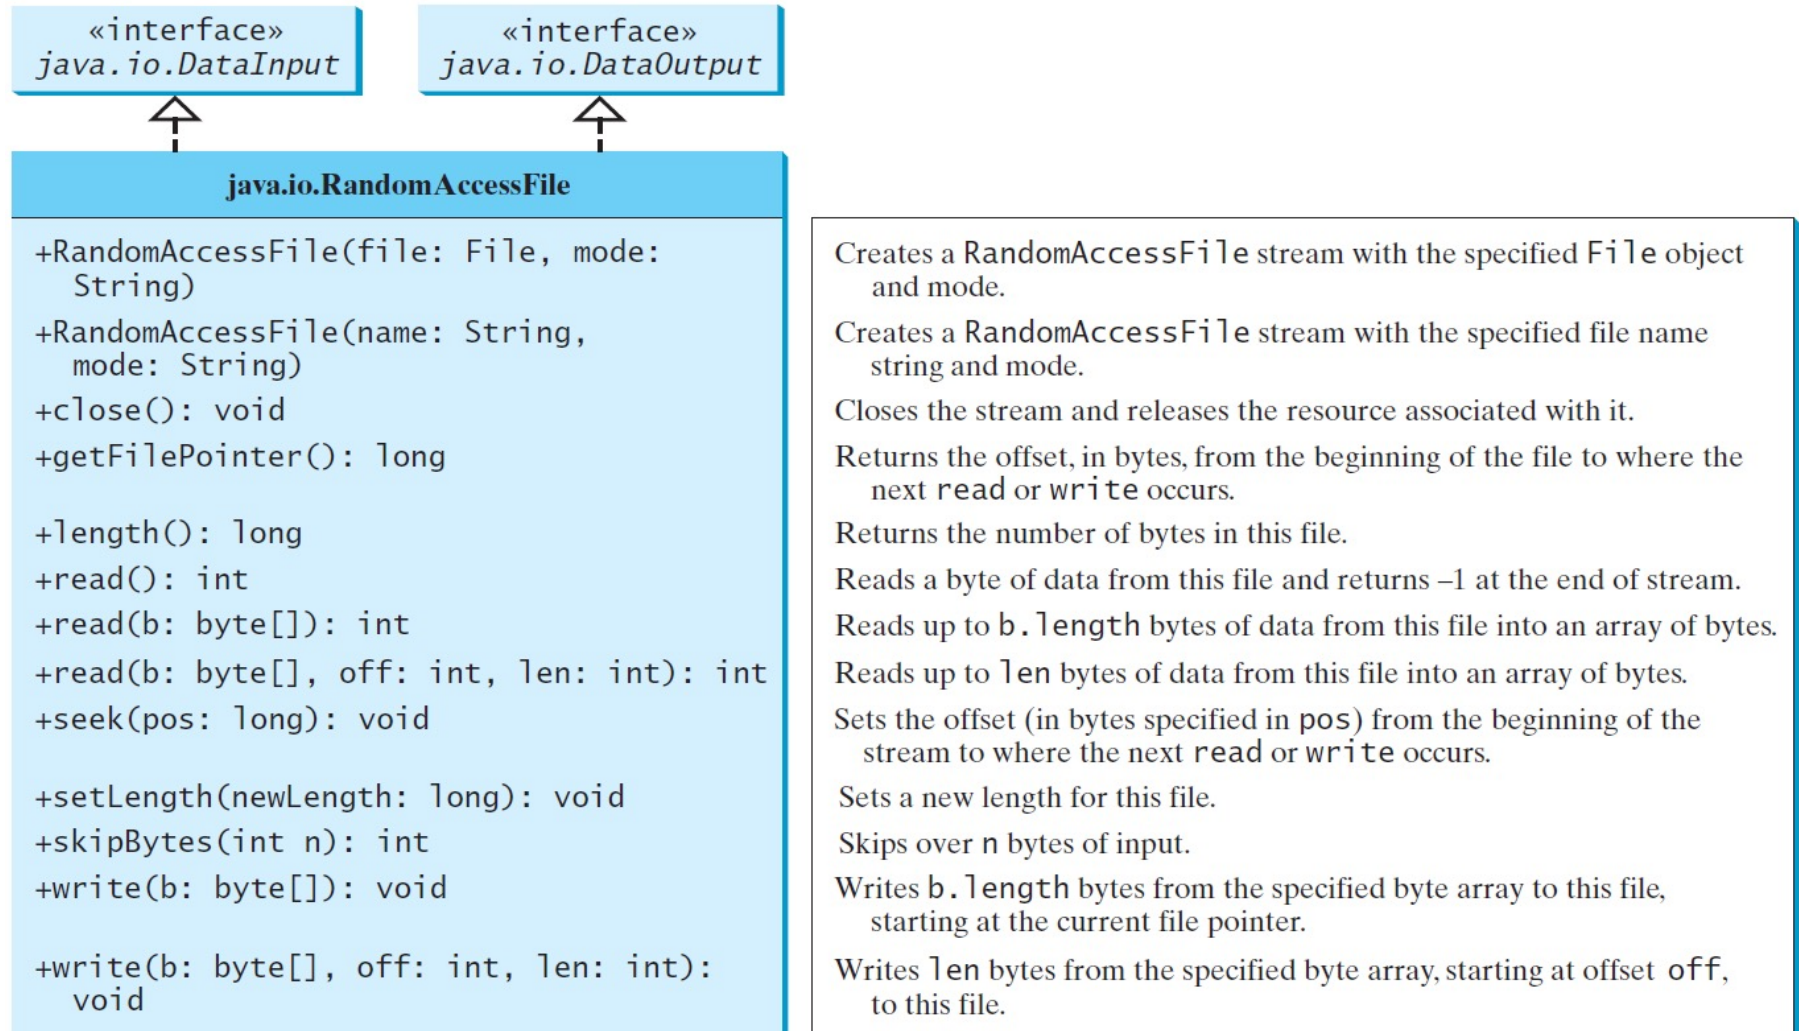 «interface»
java.io.DataInput
«interface»
java.io.DataOutput
java.io.RandomAccessFile
+RandomAccessFile(file: File, mode:
String)
Creates a RandomAccessFile stream with the specified File object
and mode.
+RandomAccessFile(name: String,
mode: String)
Creates a RandomAccessFile stream with the specified file name
string and mode.
+close(): void
Closes the stream and releases the resource associated with it.
+getFilePointer(): long
Returns the offset, in bytes, from the beginning of the file to where the
next read or write occurs.
+length(): long
Returns the number of bytes in this file.
+read(): int
Reads a byte of data from this file and returns –1 at the end of stream.
+read(b: byte[]): int
Reads up to b.length bytes of data from this file into an array of bytes.
+read(b: byte[], off: int, len: int): int
Reads up to len bytes of data from this file into an array of bytes.
+seek(pos: long): void
Sets the offset (in bytes specified in pos) from the beginning of the
stream to where the next read or write occurs.
+setLength(newLength: long): void
Sets a new length for this file.
+skipBytes(int n): int
Skips over n bytes of input.
+write(b: byte[]): void
Writes b.length bytes from the specified byte array to this file,
starting at the current file pointer.
+write(b: byte[], off: int, len: int):
void
Writes len bytes from the specified byte array, starting at offset off,
to this file.